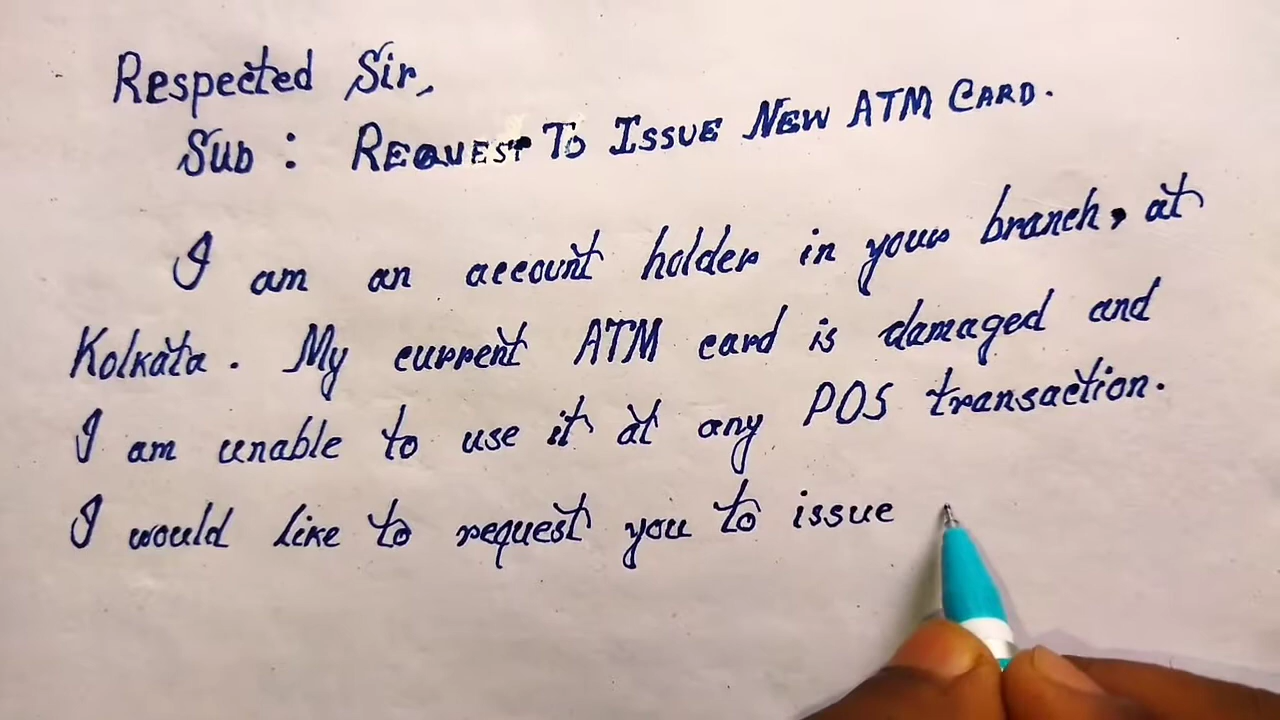 Respected Sir,
Sub : REQUEST TO ISSUE NEW ATM CARD.
I am an account holder in your branch, at
Kolkata. My current ATM card is damaged and
I am unable to use it at any POS transaction.
I would like to request you to issue